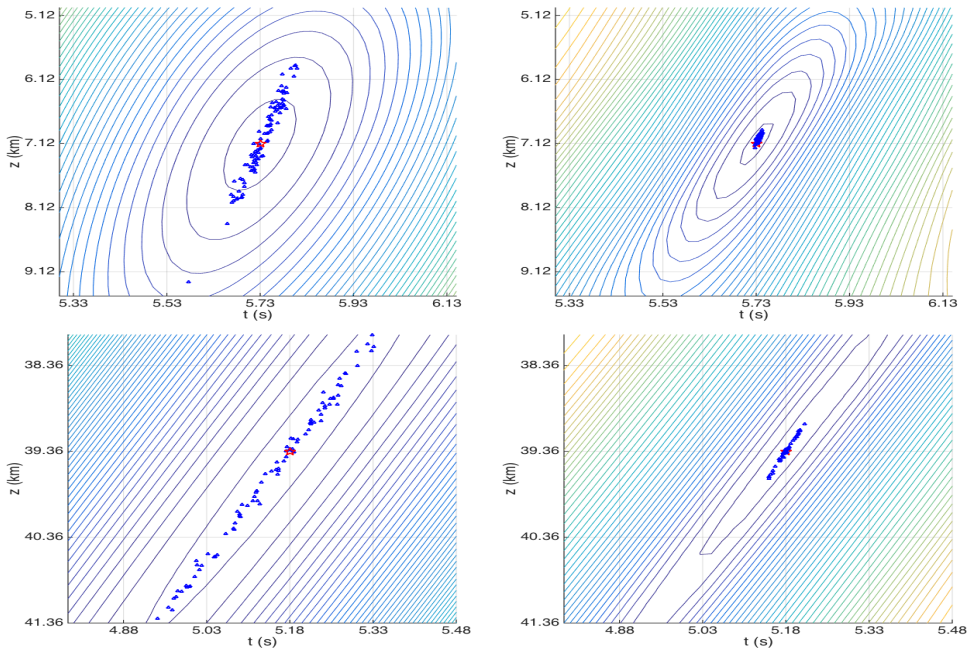 5.12
6.12
7.12
8.12
9.12
z (km)
5.33 5.53 5.73 5.93 6.13
t (s)
5.12
6.12
7.12
8.12
9.12
z (km)
5.33 5.53 5.73 5.93 6.13
t (s)
38.36
39.36
40.36
41.36
z (km)
4.88 5.03 5.18 5.33 5.48
t (s)
38.36
39.36
40.36
41.36
z (km)
4.88 5.03 5.18 5.33 5.48
t (s)